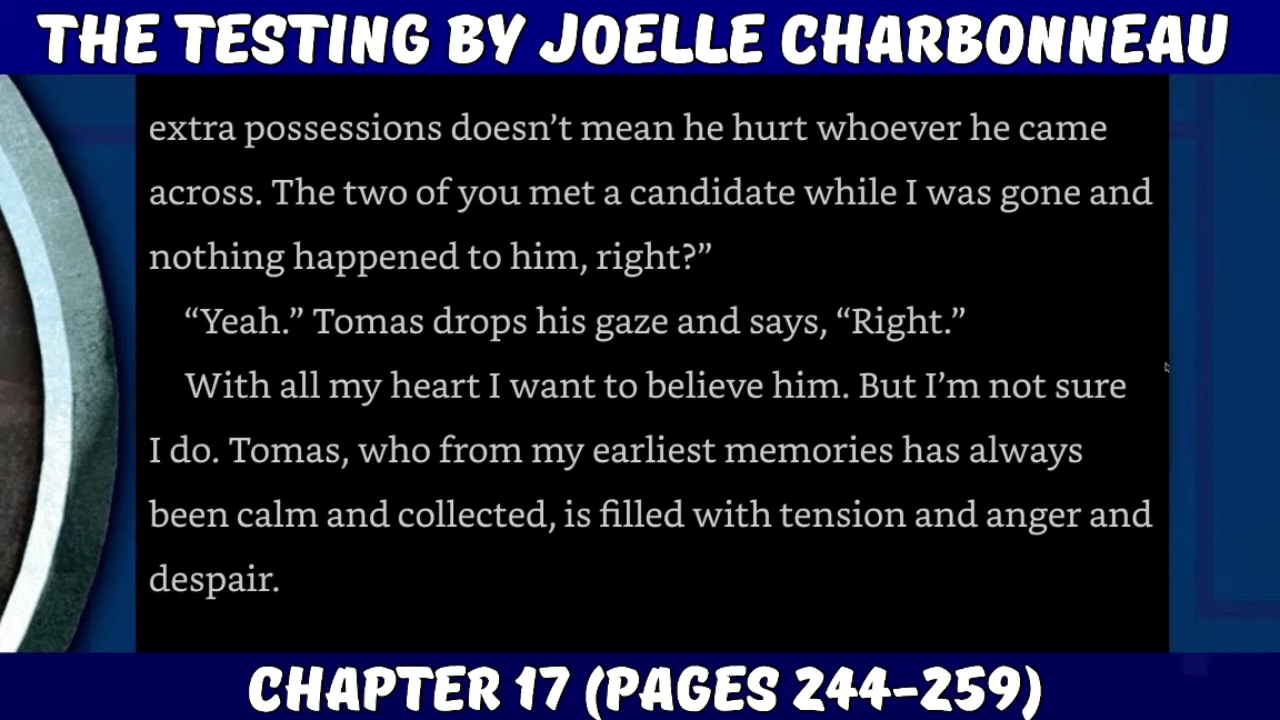 THE TESTING BY JOELLE CHARBONNEAU
extra possessions doesn’t mean he hurt whoever he came
across. The two of you met a candidate while I was gone and
nothing happened to him, right?”
“Yeah.” Tomas drops his gaze and says, “Right.”
With all my heart I want to believe him. But I’m not sure
I do. Tomas, who from my earliest memories has always
been calm and collected, is filled with tension and anger and
despair.
CHAPTER 17 (PAGES 244-259)